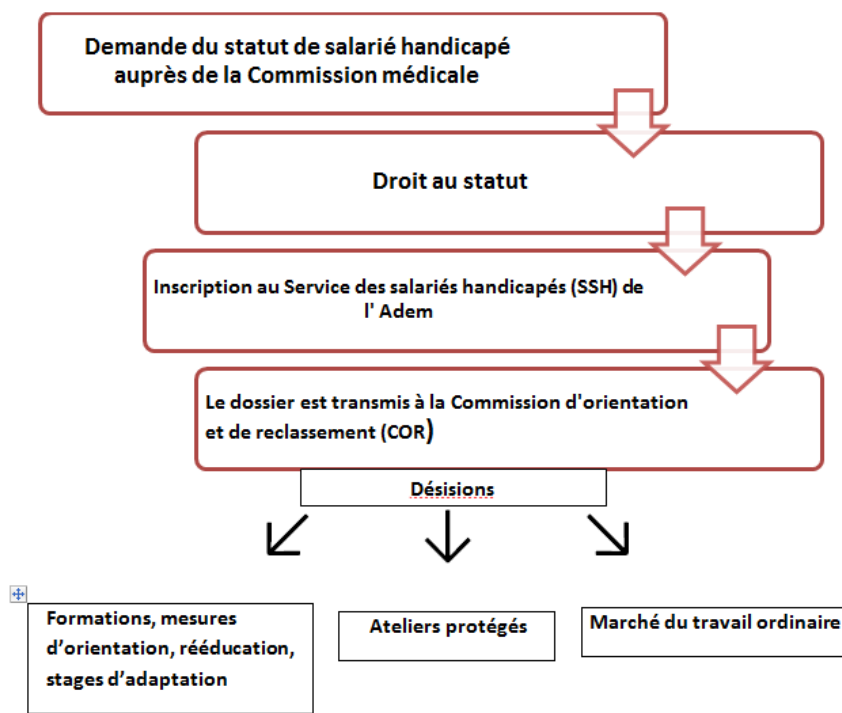 Demande du statut de salarié handicapé
auprès de la Commission médicale
Droit au statut
Inscription au Service des salariés handicapés (SSH) de
l' Adem
Le dossier est transmis à la Commission d'orientation
et de reclassement (COR)
Désisions
Formations, mesures
d’orientation, rééducation,
stages d’adaptation
Ateliers protégés
Marché du travail ordinaire